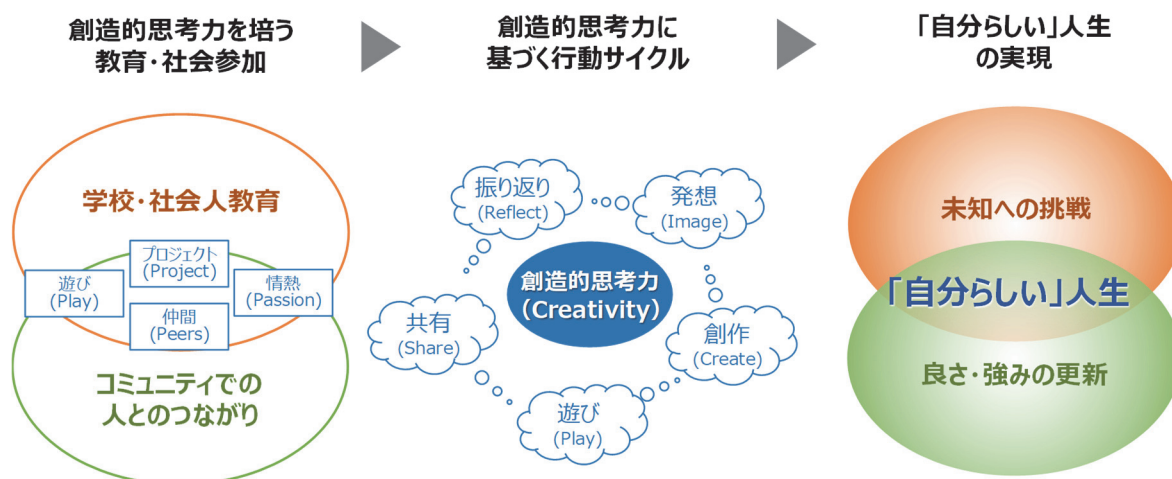 創造的思考力を培う
教育・社会参加
創造的思考力に
基づく行動サイクル
「自分らしい」人生
の実現
学校・社会人教育
プロジェクト
(Project)
遊び
(Play)
情熱
(Passion)
仲間
(Peers)
コミュニティでの
人とのつながり
振り返り
(Reflect)
発想
(Image)
創造的思考力
(Creativity)
共有
(Share)
創作
(Create)
遊び
(Play)
未知への挑戦
「自分らしい」人生
良さ・強みの更新